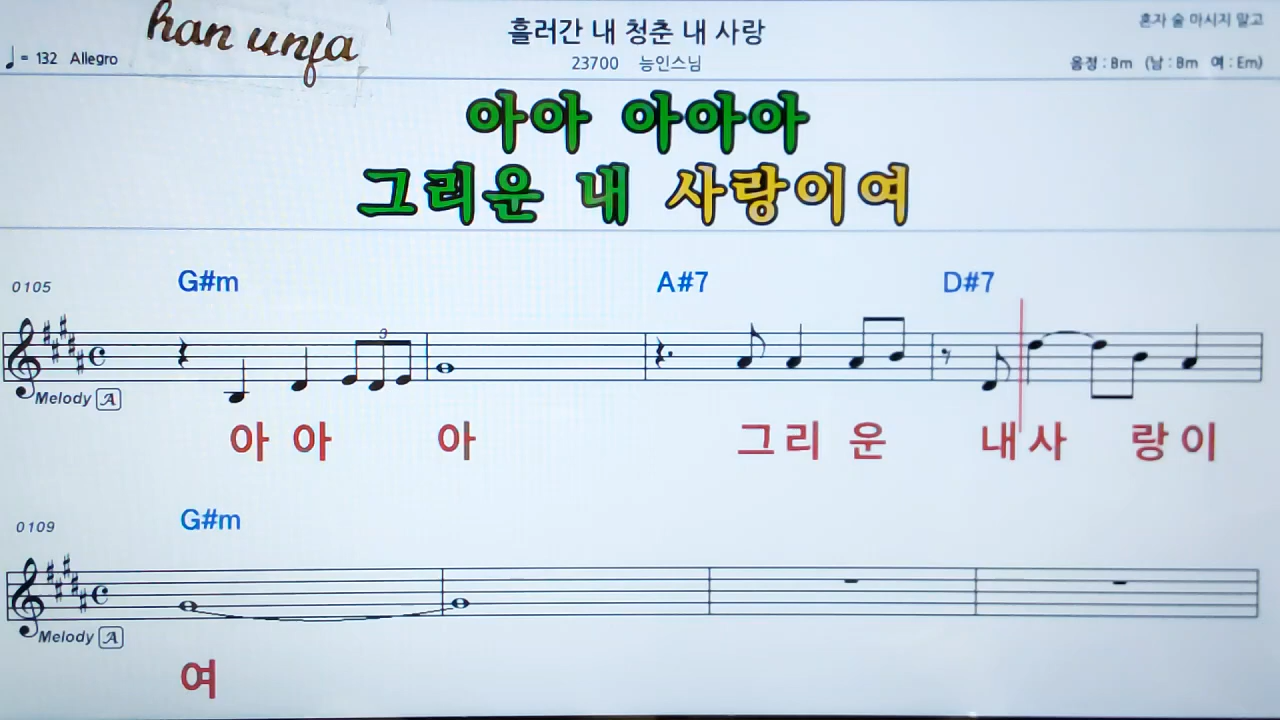 han unja
흘러간 내 청춘 내 사랑
혼자 술 마시지 말고
♩ = 132 Allegro
23700 능인스님
음정 : Bm (남 : Bm 여 : Em)
아아 아아아
그리운 내 사랑이여
0105 G#m A#7 D#7
3
Melody A
아 아 아 그리 운 내 사 랑 이
0109 G#m
Melody A
여